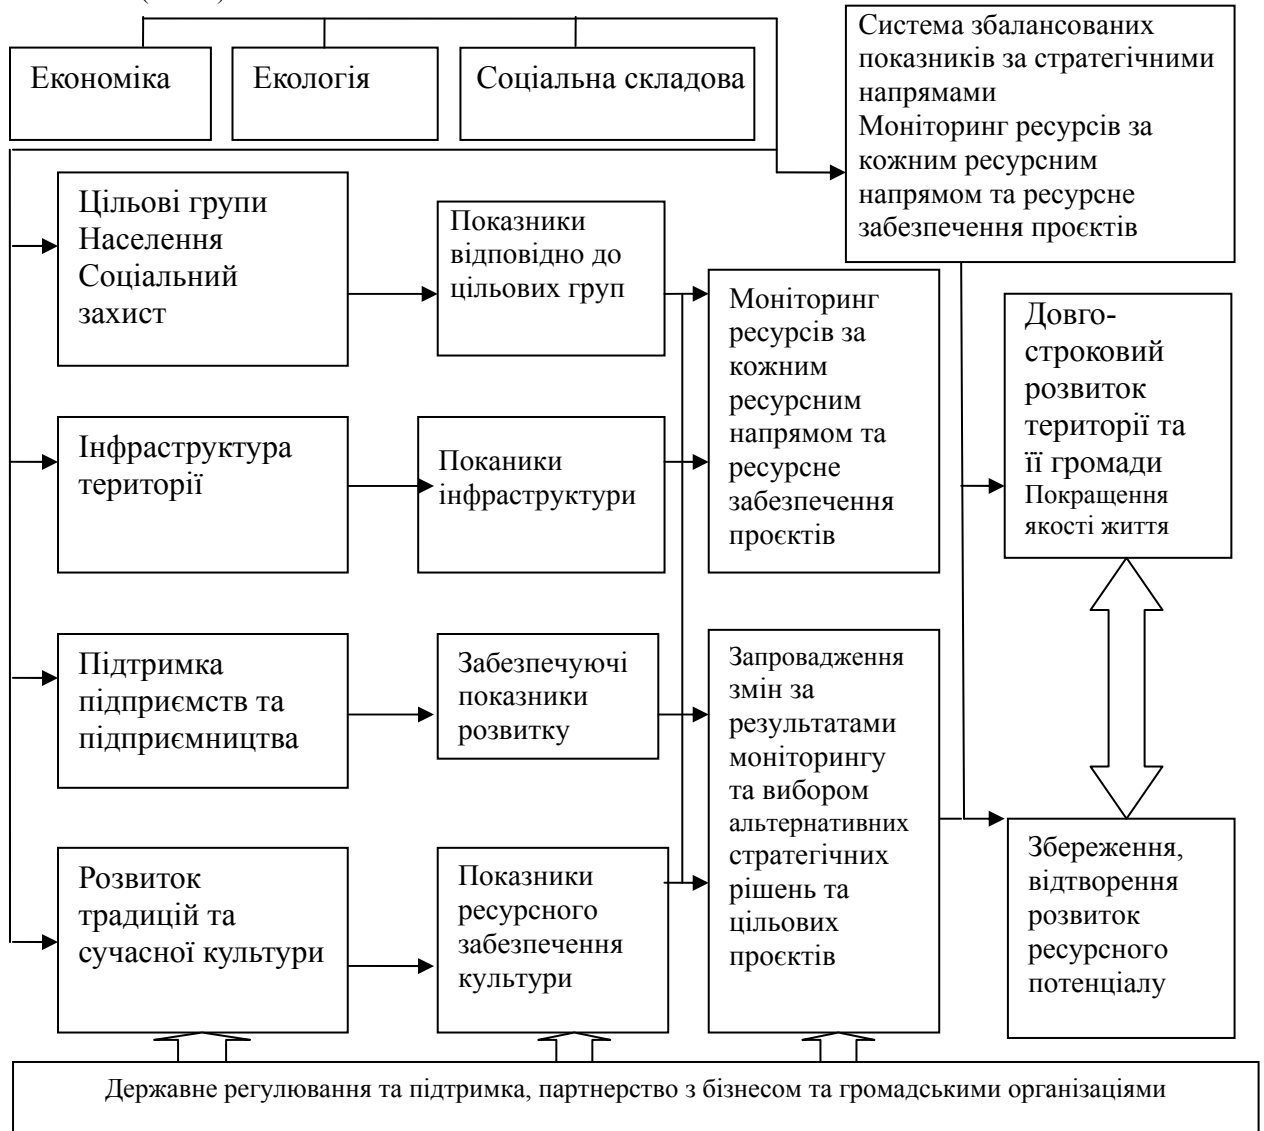 Економіка
Екологія
Соціальна складова
Система збалансованих
показників за стратегічними
напрямами
Моніторинг ресурсів за
кожним ресурсним
напрямом та ресурсне
забезпечення проєктів
Цільові групи
Населення
Соціальний
захист
Показники
відповідно до
цільових груп
Моніторинг
ресурсів за
кожним
ресурсним
напрямом та
ресурсне
забезпечення
проєктів
Довго-
строковий
розвиток
території та
її громади
Покращення
якості життя
Інфраструктура
території
Поканики
інфраструктури
Підтримка
підприємств та
підприємництва
Забезпечуючі
показники
розвитку
Запровадження
змін за
результатами
моніторингу
та вибором
альтернативних
стратегічних
рішень та
цільових
проєктів
Розвиток
традицій та
сучасної культури
Показники
ресурсного
забезпечення
культури
Збереження,
відтворення
розвиток
ресурсного
потенціалу
Державне регулювання та підтримка, партнерство з бізнесом та громадськими організаціями